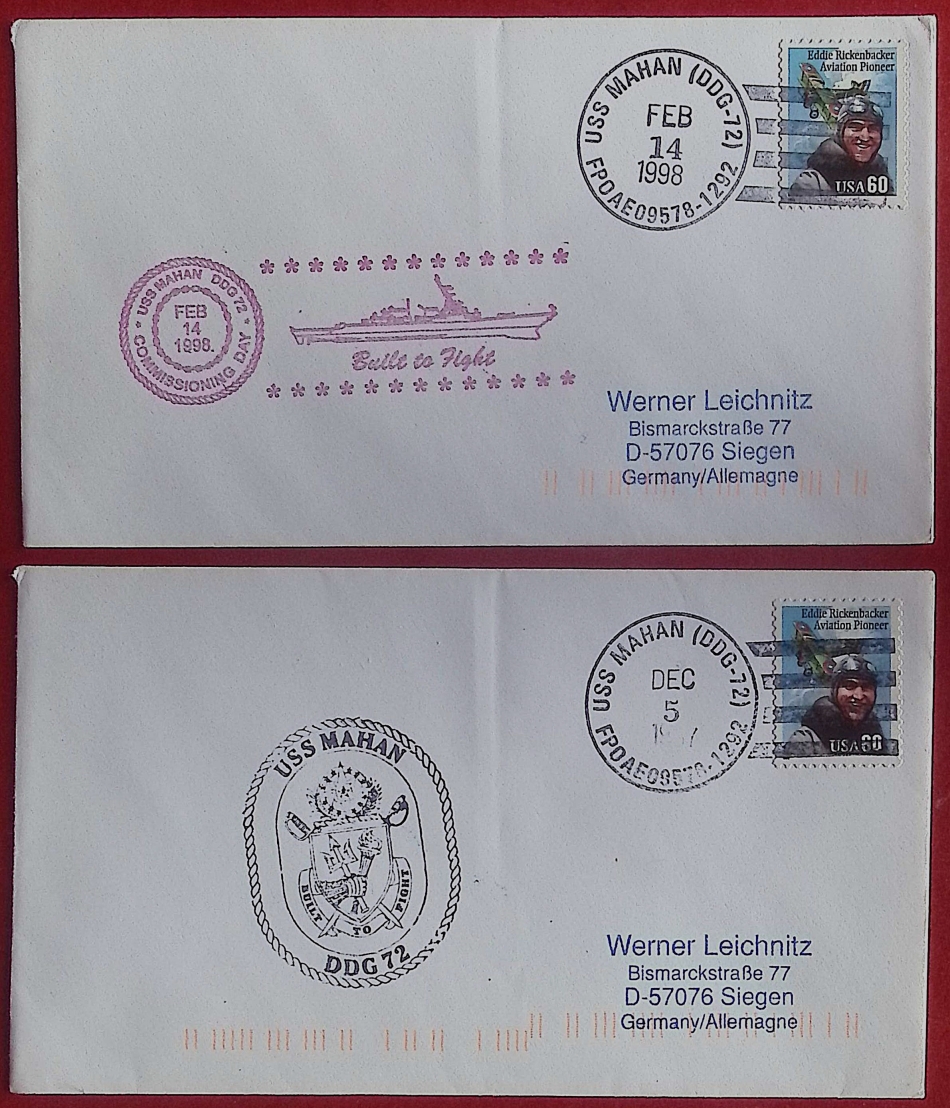 Eddie Rickenbacker
Aviation Pioneer
USA 60
USS MAHAN (DDG-72)
FEB
14
1998
FPOAE09578-1292
* USS MAHAN DDG 72 *
FEB
14
1998.
COMMISSIONING DAY
* * * * * * * * * * * * *
Built to Fight
* * * * * * * * * * * * *
Werner Leichnitz
Bismarckstraße 77
D-57076 Siegen
Germany/Allemagne
Eddie Rickenbacker
Aviation Pioneer
USA 60
USS MAHAN (DDG-72)
DEC
5
FPOAE09578-1292
USS MAHAN
BUILT TO FIGHT
DDG 72
Werner Leichnitz
Bismarckstraße 77
D-57076 Siegen
Germany/Allemagne